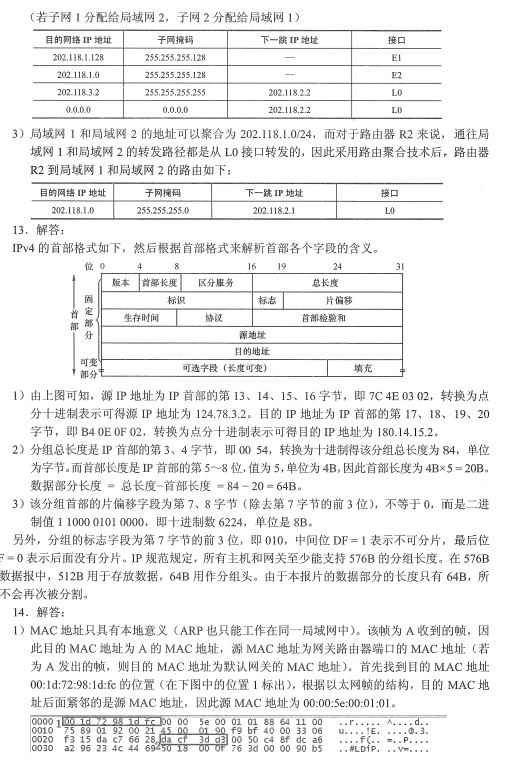 （若子网 1 分配给局域网 2，子网 2 分配给局域网 1）
目的网络 IP 地址 子网掩码 下一跳 IP 地址 接口
202.118.1.128 255.255.255.128 — E1
202.118.1.0 255.255.255.128 — E2
202.118.3.2 255.255.255.255 202.118.2.2 L0
0.0.0.0 0.0.0.0 202.118.2.2 L0
3）局域网 1 和局域网 2 的地址可以聚合为 202.118.1.0/24，而对于路由器 R2 来说，通往局
域网 1 和局域网 2 的转发路径都是从 L0 接口转发的，因此采用路由聚合技术后，路由器
R2 到局域网 1 和局域网 2 的路由如下：
目的网络 IP 地址 子网掩码 下一跳 IP 地址 接口
202.118.1.0 255.255.255.0 202.118.2.1 L0
13．解答：
IPv4 的首部格式如下，然后根据首部格式来解析首部各个字段的含义。
位 0 4 8 16 19 24 31
版本 首部长度 区分服务 总长度
标识 标志 片偏移
生存时间 协议 首部检验和
源地址
目的地址
可选字段（长度可变） 填充
首部
固定部分
可变部分
1）由上图可知，源 IP 地址为 IP 首部的第 13、14、15、16 字节，即 7C 4E 03 02，转换为点
分十进制表示可得源 IP 地址为 124.78.3.2。目的 IP 地址为 IP 首部的第 17、18、19、20
字节，即 B4 0E 0F 02，转换为点分十进制表示可得目的 IP 地址为 180.14.15.2。
2）分组总长度是 IP 首部的第 3、4 字节，即 00 54，转换为十进制得该分组总长度为 84，单位
为字节。而首部长度是 IP 首部的第 5～8 位，值为 5，单位为 4B，因此首部长度为 4B×5 = 20B。
数据部分长度 = 总长度−首部长度 = 84 − 20 = 64B。
3）该分组首部的片偏移字段为第 7、8 字节（除去第 7 字节的前 3 位），不等于 0，而是二进
制值 1 1000 0101 0000，即十进制数 6224，单位是 8B。
另外，分组的标志字段为第 7 字节的前 3 位，即 010，中间位 DF = 1 表示不可分片，最后位
F = 0 表示后面没有分片。IP 规范规定，所有主机和网关至少能支持 576B 的分组长度。在 576B
数据报中，512B 用于存放数据，64B 用作分组头。由于本报片的数据部分的长度只有 64B，所
不会再次被分割。
14．解答：
1）MAC 地址只具有本地意义（ARP 也只能工作在同一局域网中）。该帧为 A 收到的帧，因
此目的 MAC 地址为 A 的 MAC 地址，源 MAC 地址为网关路由器端口的 MAC 地址（若
为 A 发出的帧，则目的 MAC 地址为默认网关的 MAC 地址）。首先找到目的 MAC 地址
00:1d:72:98:1d:fc 的位置（在下图中的位置 1 标出），根据以太网帧的结构，目的 MAC 地
址后面紧邻的是源 MAC 地址，因此源 MAC 地址为 00:00:5e:00:01:01。
0000 1 00 1d 72 98 1d fc 00 00 5e 00 01 01 88 64 11 00 ..r..... ^....d..
0010 75 89 01 92 00 21 45 00 01 90 f9 bf 40 00 33 06 u....!E. ....@.3.
0020 f3 15 da c7 66 28 da cf 3d d3 00 50 c4 8f dc a6 ....f(.. =..P....
0030 a2 96 23 4c 44 69 2 50 18 00 0f 76 3d 00 00 90 b5 ..#LDiP. ..v=....